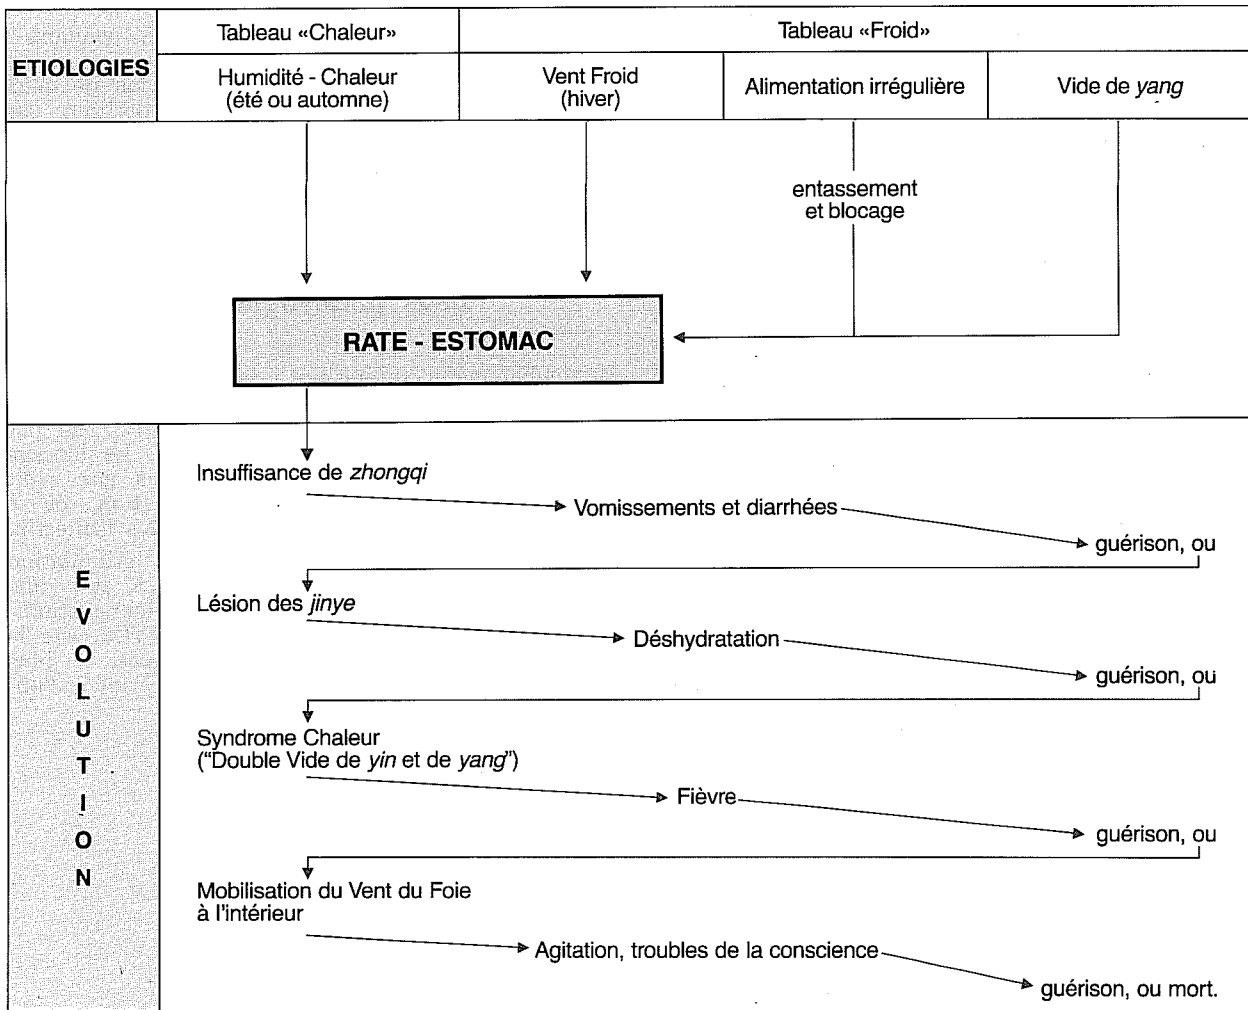 ETIOLOGIES
Tableau «Chaleur»
Tableau «Froid»
Humidité - Chaleur
(été ou automne)
Vent Froid
(hiver)
Alimentation irrégulière
Vide de yang
entassement
et blocage
RATE - ESTOMAC
EVOLUTION
Insuffisance de zhongqi
Vomissements et diarrhées
guérison, ou
Lésion des jinye
Déshydratation
guérison, ou
Syndrome Chaleur
("Double Vide de yin et de yang")
Fièvre
guérison, ou
Mobilisation du Vent du Foie
à l'intérieur
Agitation, troubles de la conscience
guérison, ou mort.